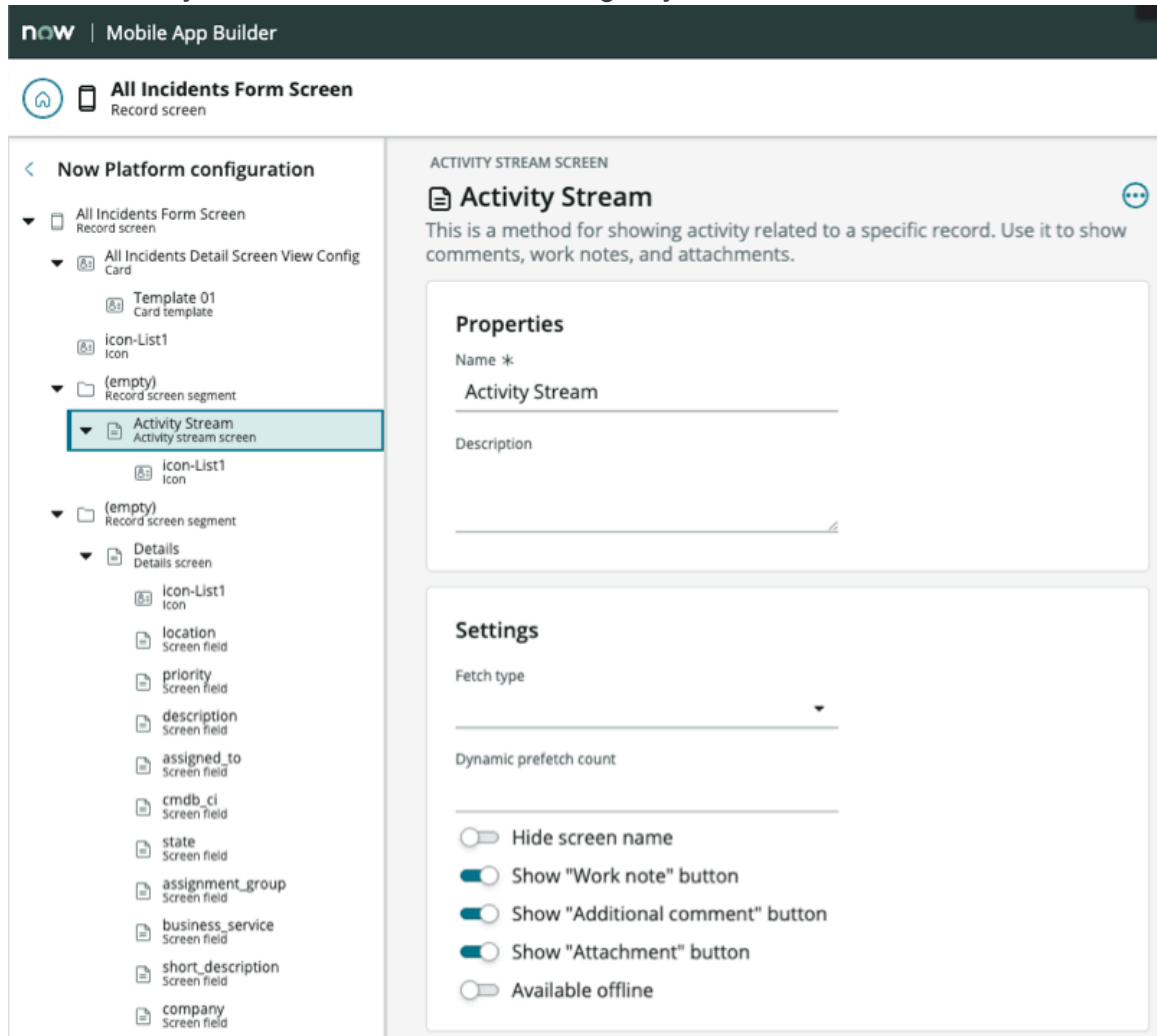 now | Mobile App Builder
All Incidents Form Screen
Record screen
Now Platform configuration
All Incidents Form Screen
Record screen
All Incidents Detail Screen View Config
Card
Template 01
Card template
icon-List1
Icon
(empty)
Record screen segment
Activity Stream
Activity stream screen
icon-List1
Icon
(empty)
Record screen segment
Details
Details screen
icon-List1
Icon
location
Screen field
priority
Screen field
description
Screen field
assigned_to
Screen field
cmdb_ci
Screen field
state
Screen field
assignment_group
Screen field
business_service
Screen field
short_description
Screen field
company
Screen field
ACTIVITY STREAM SCREEN
Activity Stream
This is a method for showing activity related to a specific record. Use it to show
comments, work notes, and attachments.
Properties
Name *
Activity Stream
Description
Settings
Fetch type
Dynamic prefetch count
Hide screen name
Show "Work note" button
Show "Additional comment" button
Show "Attachment" button
Available offline